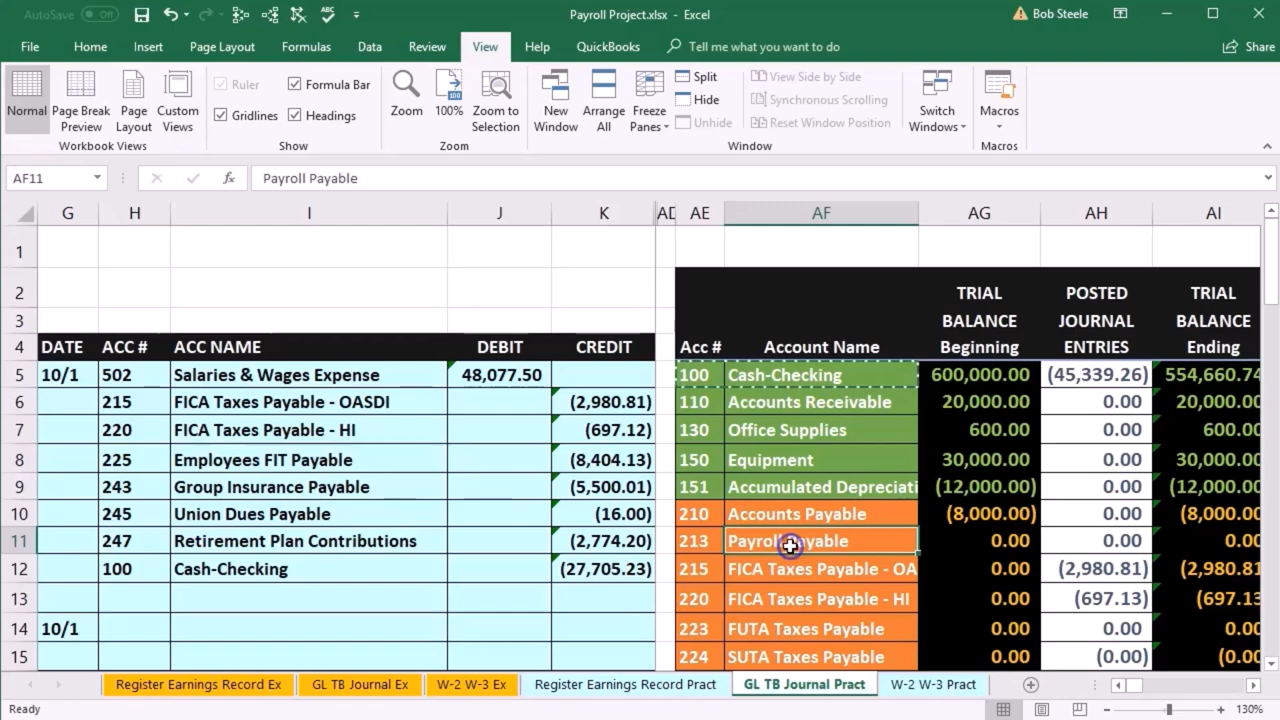 AutoSave Off Payroll Project.xlsx - Excel Bob Steele
File Home Insert Page Layout Formulas Data Review View Help QuickBooks Tell me what you want to do Share
Normal Page Break Preview Page Layout Custom Views
Workbook Views
Ruler Formula Bar
Gridlines Headings
Show
Zoom 100% Zoom to Selection
Zoom
New Window Arrange All Freeze Panes
Split
Hide
Unhide
View Side by Side
Synchronous Scrolling
Reset Window Position
Switch Windows
Window
Macros
Macros
AF11 fx Payroll Payable
G H I J K AD AE AF AG AH AI
1
2 TRIAL POSTED TRIAL
3 BALANCE JOURNAL BALANCE
4 DATE ACC # ACC NAME DEBIT CREDIT Acc # Account Name Beginning ENTRIES Ending
5 10/1 502 Salaries & Wages Expense 48,077.50 100 Cash-Checking 600,000.00 (45,339.26) 554,660.74
6 215 FICA Taxes Payable - OASDI (2,980.81) 110 Accounts Receivable 20,000.00 0.00 20,000.00
7 220 FICA Taxes Payable - HI (697.12) 130 Office Supplies 600.00 0.00 600.00
8 225 Employees FIT Payable (8,404.13) 150 Equipment 30,000.00 0.00 30,000.00
9 243 Group Insurance Payable (5,500.01) 151 Accumulated Depreciati (12,000.00) 0.00 (12,000.00
10 245 Union Dues Payable (16.00) 210 Accounts Payable (8,000.00) 0.00 (8,000.00
11 247 Retirement Plan Contributions (2,774.20) 213 Payroll Payable 0.00 0.00 0.00
12 100 Cash-Checking (27,705.23) 215 FICA Taxes Payable - OA 0.00 (2,980.81) (2,980.81
13 220 FICA Taxes Payable - HI 0.00 (697.13) (697.13
14 10/1 223 FUTA Taxes Payable 0.00 0.00 0.00
15 224 SUTA Taxes Payable 0.00 (0.00) (0.00
Register Earnings Record Ex GL TB Journal Ex W-2 W-3 Ex Register Earnings Record Pract GL TB Journal Pract W-2 W-3 Pract
Ready 130%